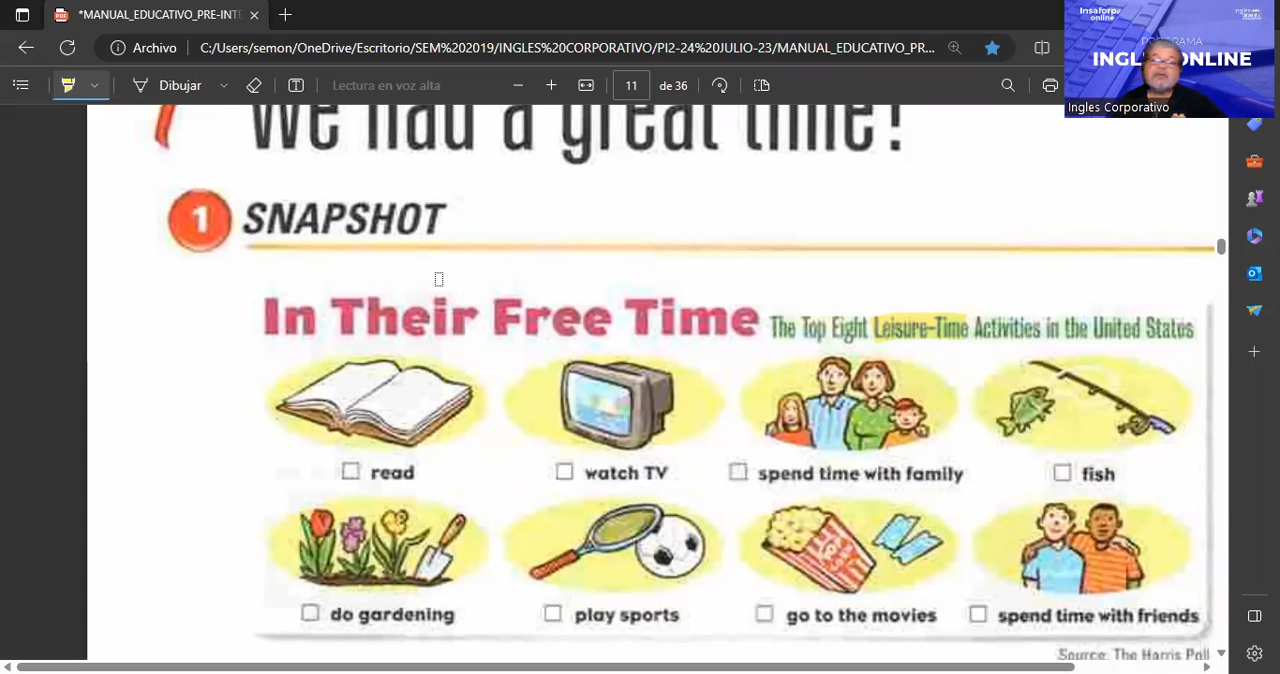 *MANUAL_EDUCATIVO_PRE-INTE
Archivo
C:/Users/semon/OneDrive/Escritorio/SEM%202019/INGLES%20CORPORATIVO/PI2-24%20JULIO-23/MANUAL_EDUCATIVO_PR...
Dibujar
Lectura en voz alta
11
de 36
Insaforp
online
INGL ONLINE
Ingles Corporativo
We had a great time!
1 SNAPSHOT
In Their Free Time The Top Eight Leisure-Time Activities in the United States
read
watch TV
spend time with family
fish
do gardening
play sports
go to the movies
spend time with friends
Source: The Harris Poll